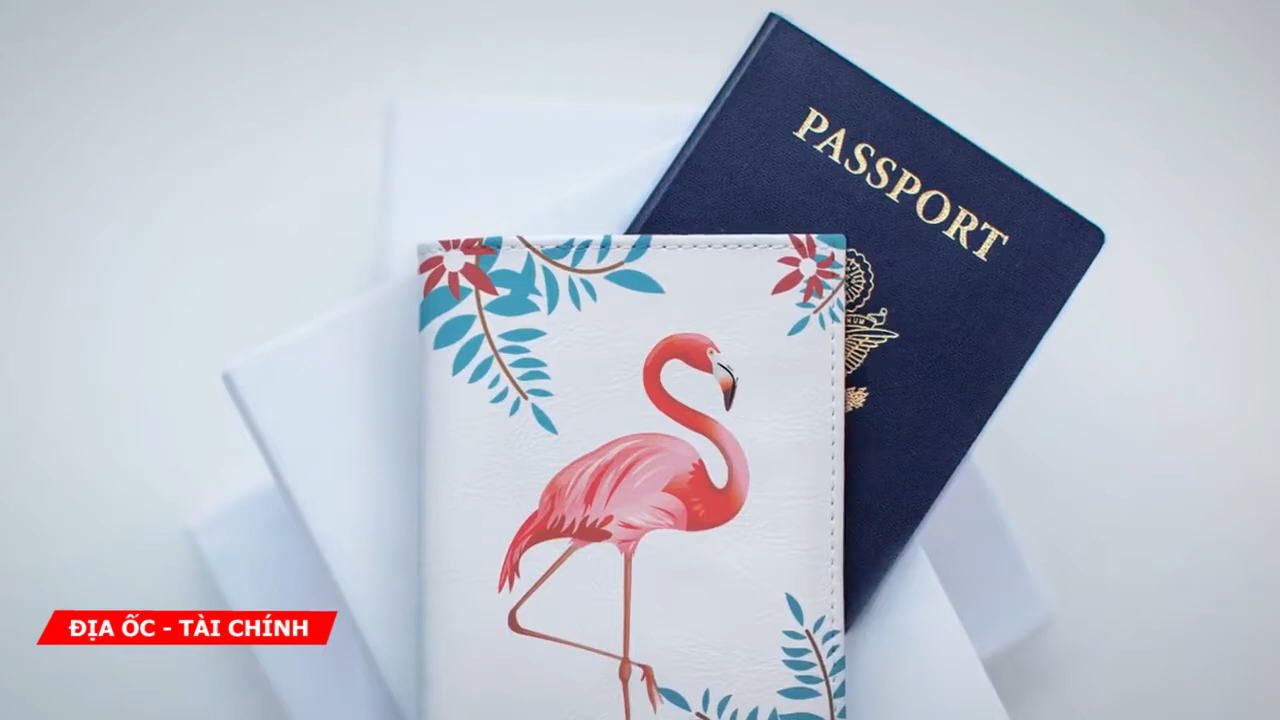 PASSPORT
ĐỊA ỐC - TÀI CHÍNH